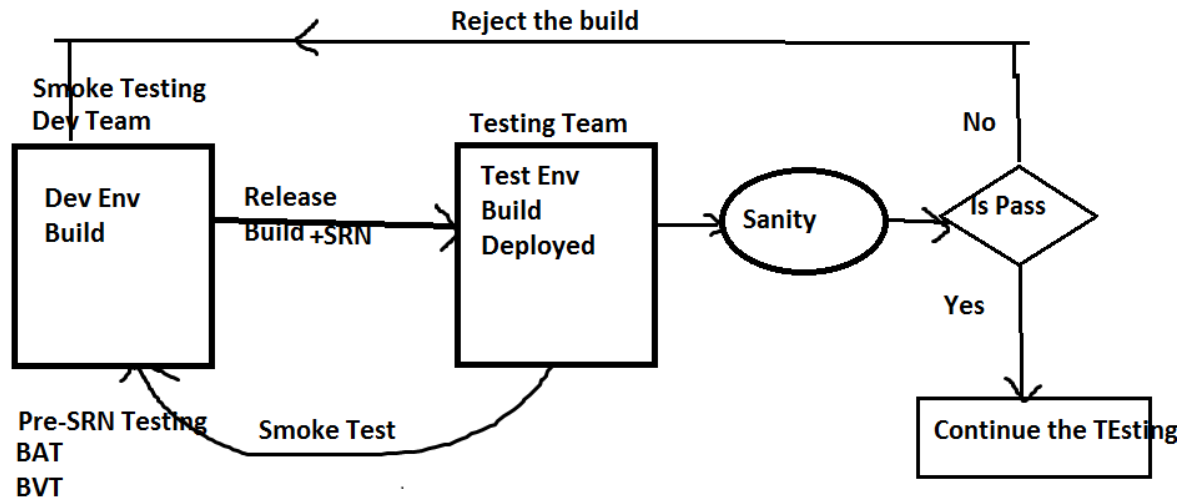 Reject the build
Smoke Testing
Dev Team
Testing Team
No
Dev Env
Build
Release
Build +SRN
Test Env
Build
Deployed
Sanity
Is Pass
Yes
Pre-SRN Testing
BAT
BVT
Smoke Test
Continue the TEsting